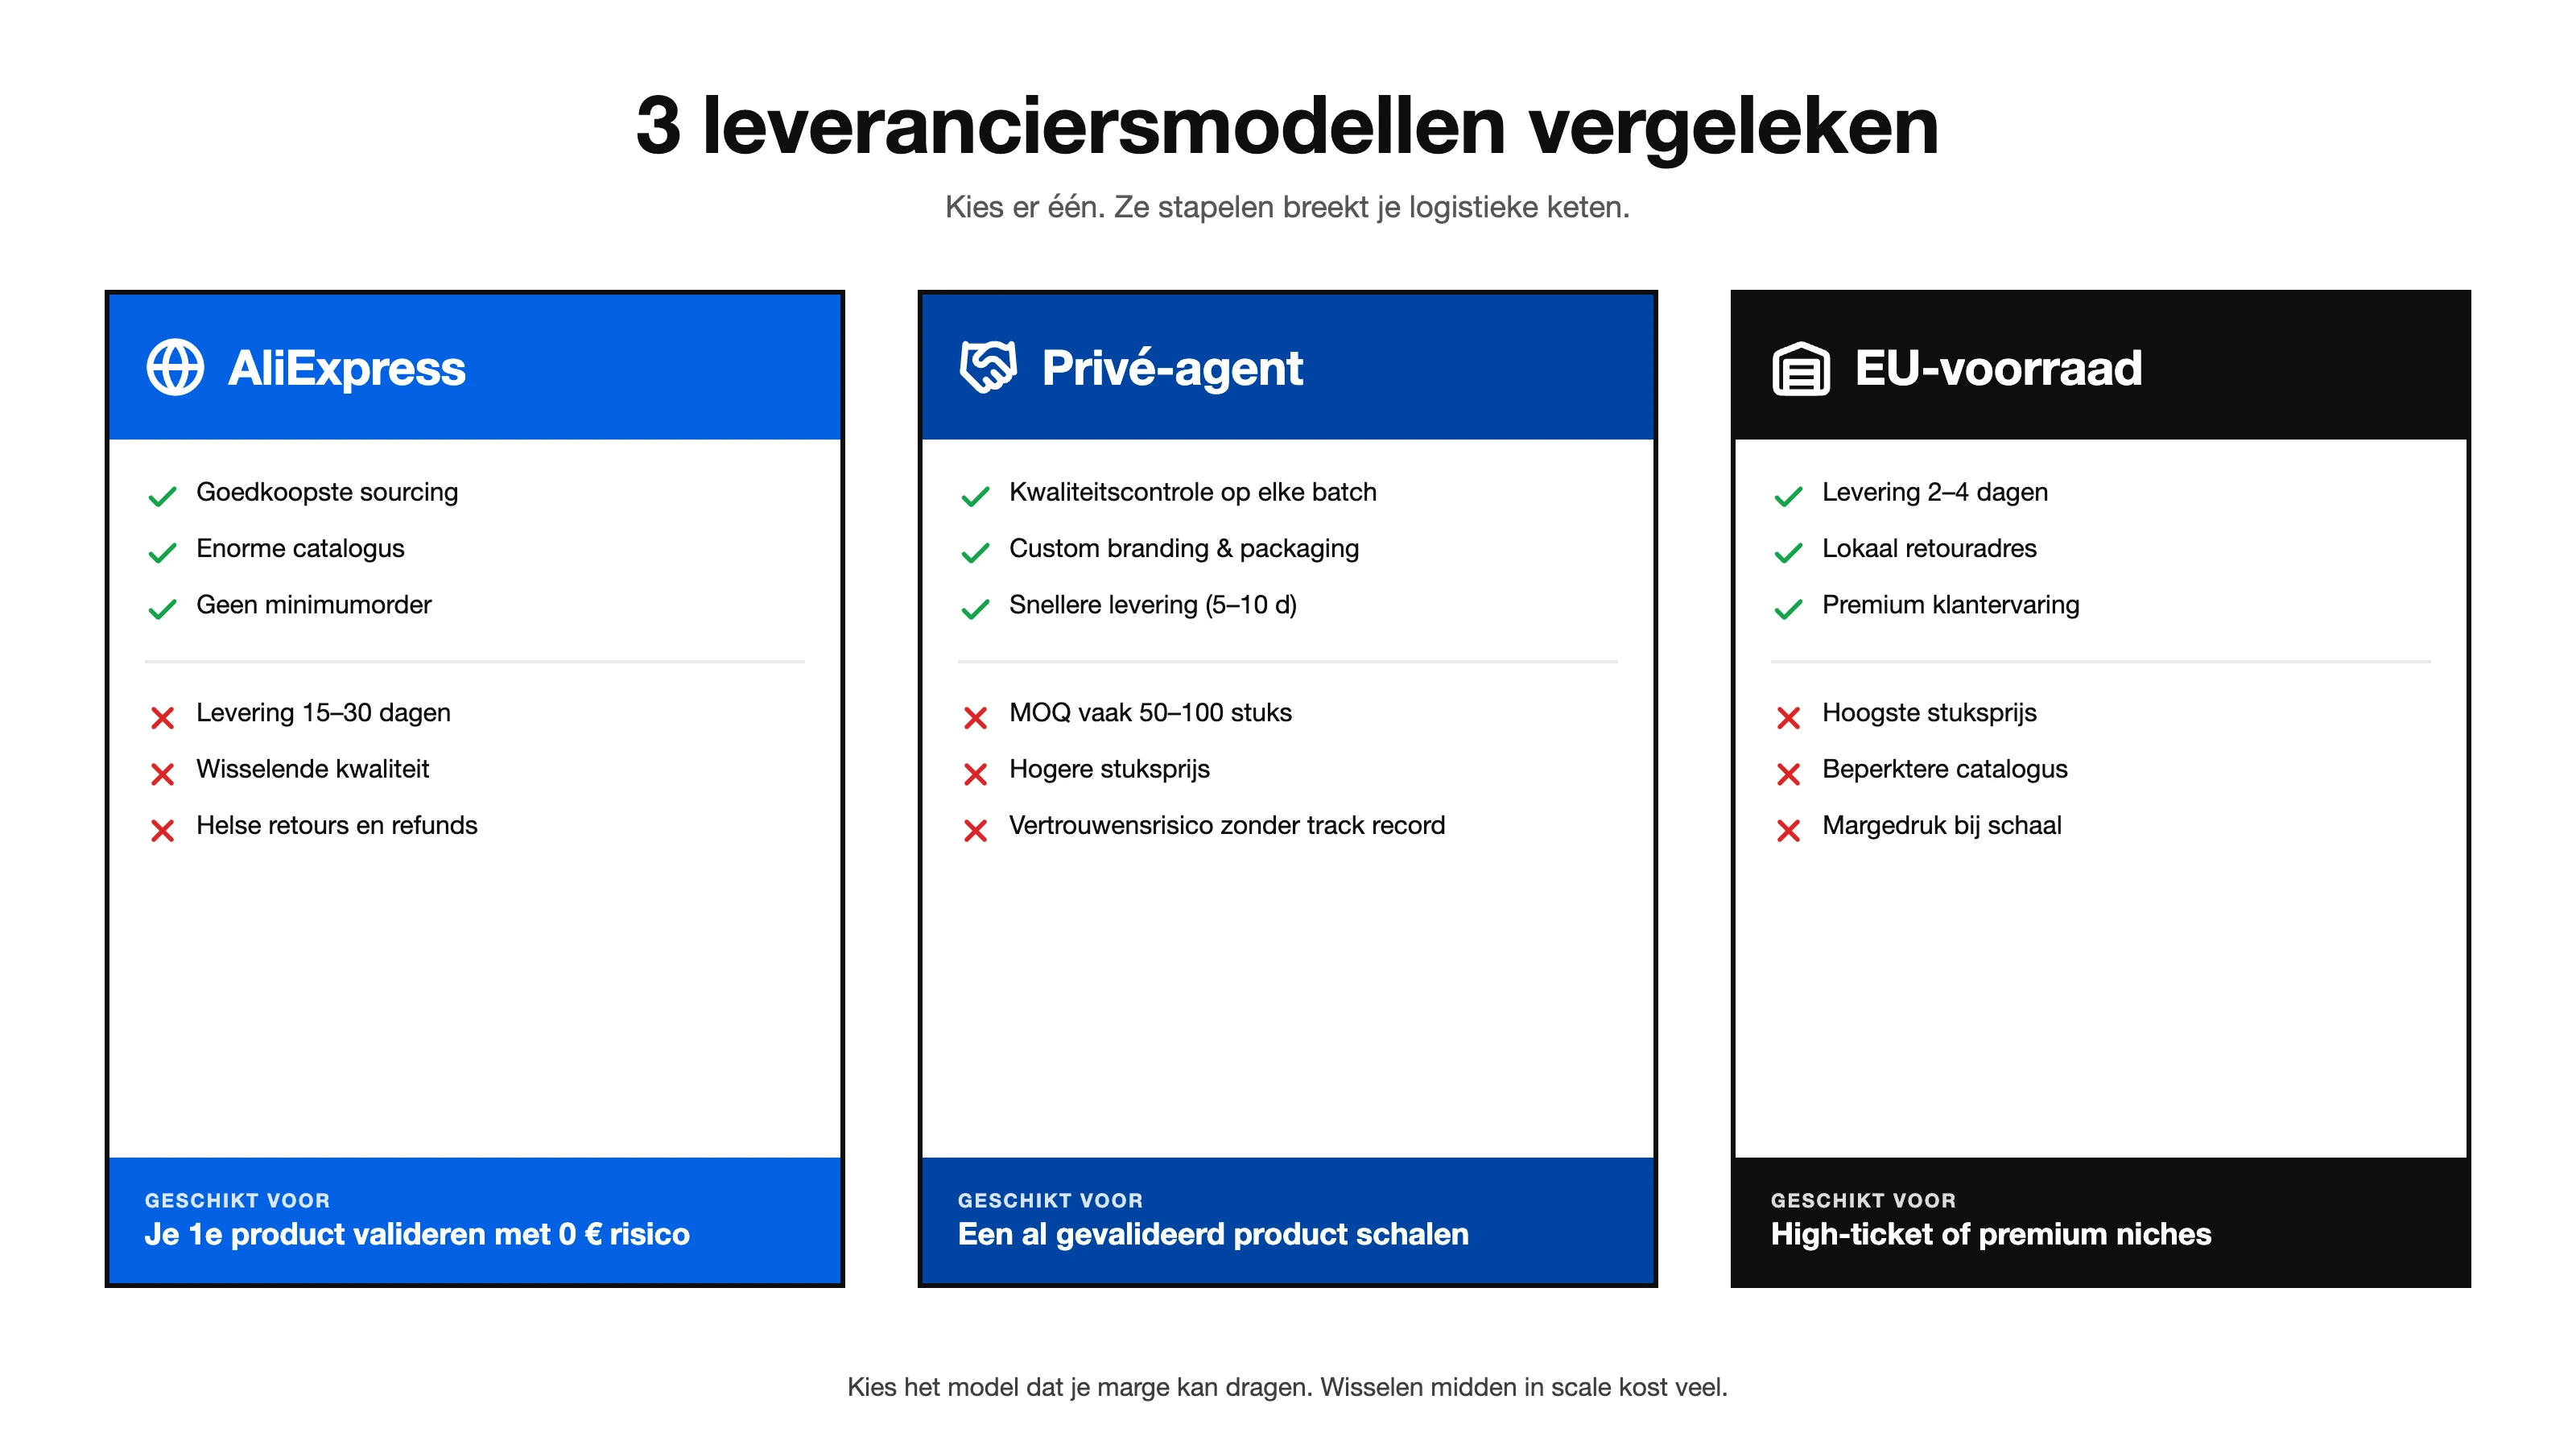 3 leveranciersmodellen vergeleken
Kies er één. Ze stapelen breekt je logistieke keten.
AliExpress
Goedkoopste sourcing
Enorme catalogus
Geen minimumorder
Levering 15–30 dagen
Wisselende kwaliteit
Helse retours en refunds
GESCHIKT VOOR
Je 1e product valideren met 0 € risico
Privé-agent
Kwaliteitscontrole op elke batch
Custom branding & packaging
Snellere levering (5–10 d)
MOQ vaak 50–100 stuks
Hogere stuksprijs
Vertrouwensrisico zonder track record
GESCHIKT VOOR
Een al gevalideerd product schalen
EU-voorraad
Levering 2–4 dagen
Lokaal retouradres
Premium klantervaring
Hoogste stuksprijs
Beperktere catalogus
Margedruk bij schaal
GESCHIKT VOOR
High-ticket of premium niches
Kies het model dat je marge kan dragen. Wisselen midden in scale kost veel.